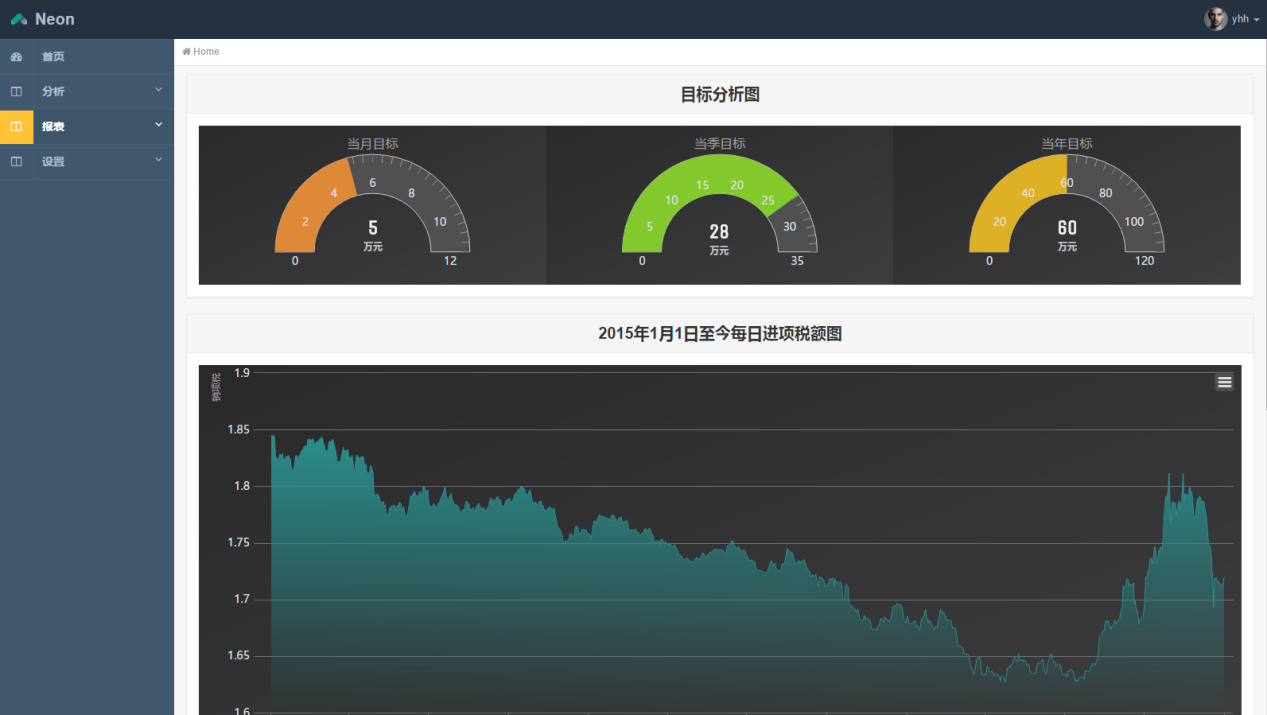 Neon
yhh
首页
分析
报表
设置
Home
目标分析图
当月目标
0 2 4 6 8 10 12
5
万元
当季目标
0 5 10 15 20 25 30 35
28
万元
当年目标
0 20 40 60 80 100 120
60
万元
2015年1月1日至今每日进项税额图
1.9
1.85
1.8
1.75
1.7
1.65
1.6